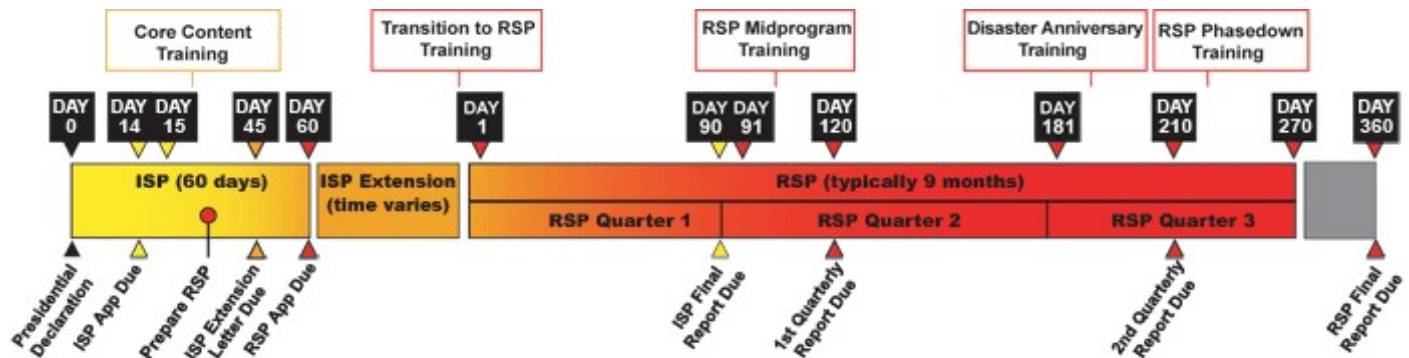 Core Content
Training
Transition to RSP
Training
RSP Midprogram
Training
Disaster Anniversary
Training
RSP Phasedown
Training
DAY
0
DAY
14
DAY
15
DAY
45
DAY
60
DAY
1
DAY
90
DAY
91
DAY
120
DAY
181
DAY
210
DAY
270
DAY
360
ISP (60 days)
ISP Extension
(time varies)
RSP (typically 9 months)
RSP Quarter 1
RSP Quarter 2
RSP Quarter 3
Presidential
Declaration
ISP App Due
Prepare RSP
ISP Extension
Letter Due
RSP App Due
ISP Final
Report Due
1st Quarterly
Report Due
2nd Quarterly
Report Due
RSP Final
Report Due